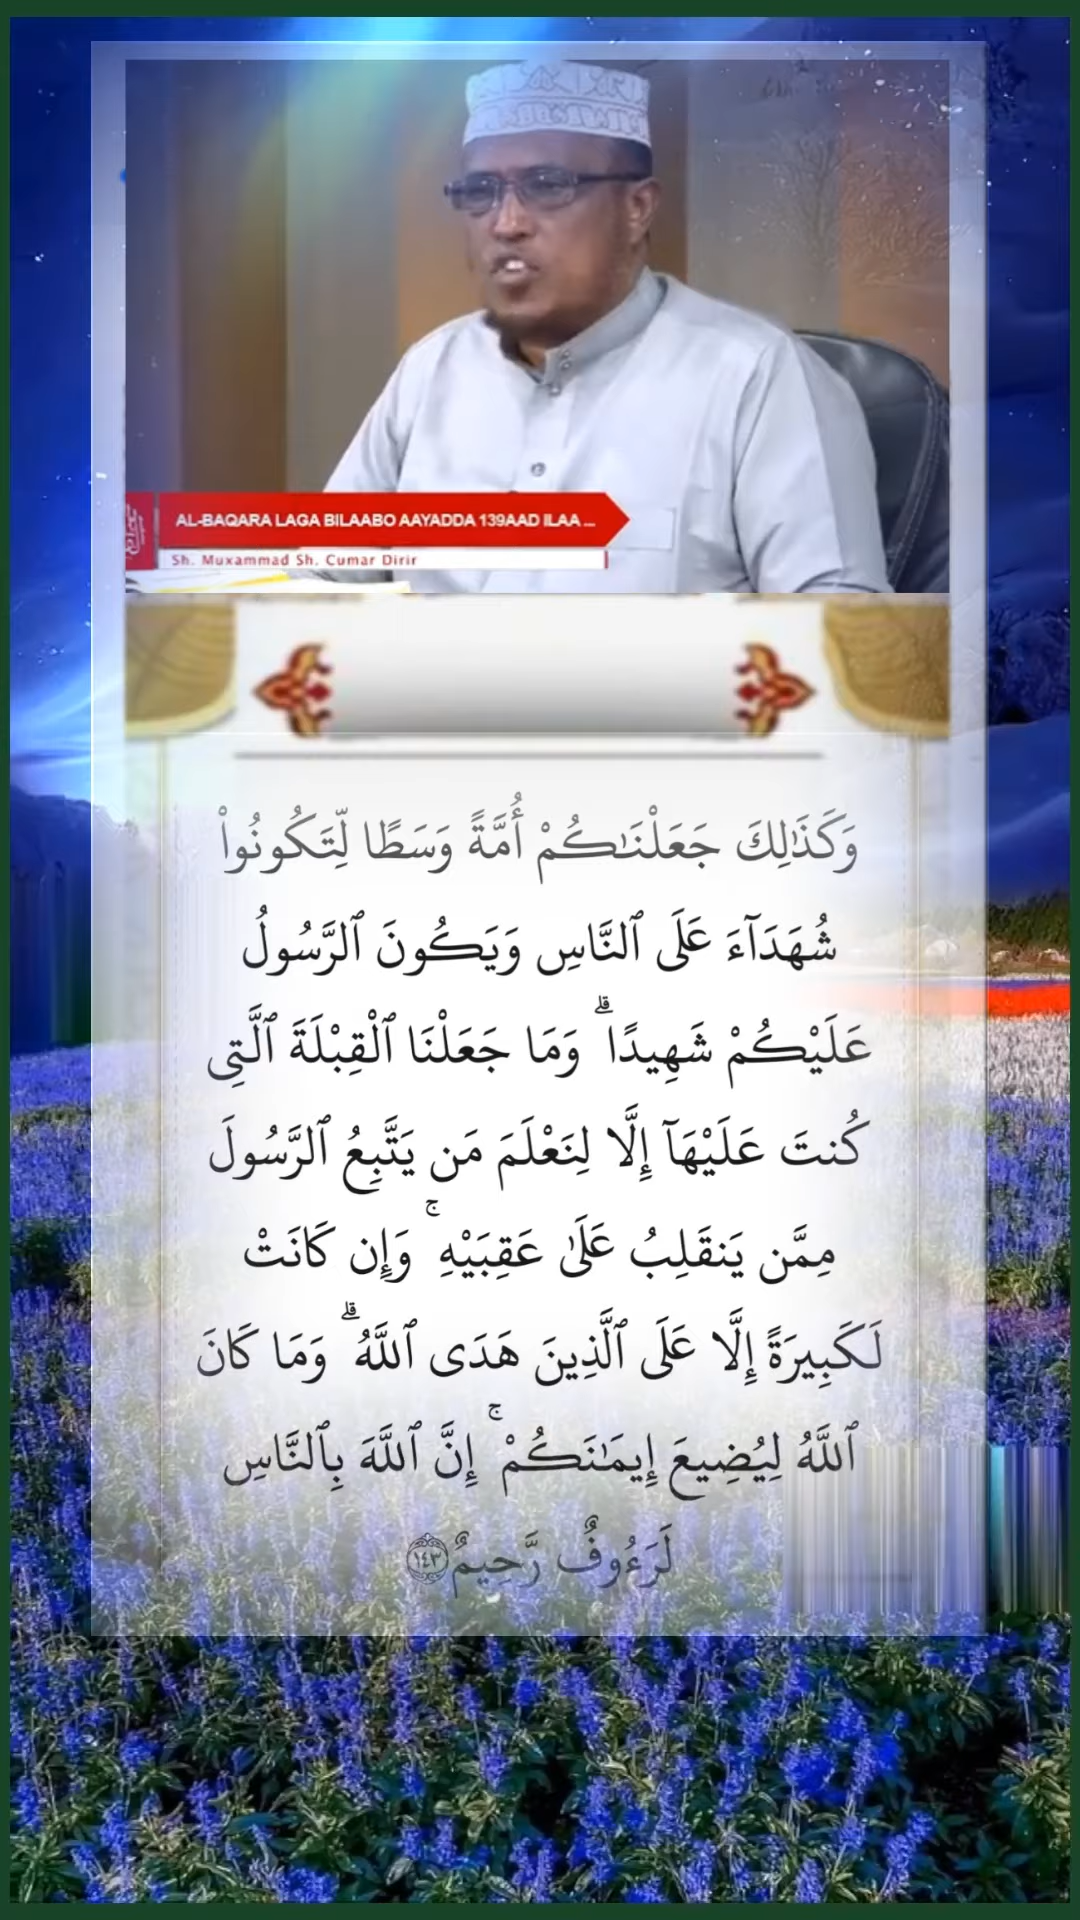 AL-BAQARA LAGA BILAABO AAYADDA 139AAD ILAA ...
Sh. Muxammad Sh. Cumar Dirir
وَكَذَٰلِكَ جَعَلْنَـٰكُمْ أُمَّةً وَسَطًا لِّتَكُونُوا۟
شُهَدَآءَ عَلَى ٱلنَّاسِ وَيَكُونَ ٱلرَّسُولُ
عَلَيْكُمْ شَهِيدًا ۗ وَمَا جَعَلْنَا ٱلْقِبْلَةَ ٱلَّتِى
كُنتَ عَلَيْهَآ إِلَّا لِنَعْلَمَ مَن يَتَّبِعُ ٱلرَّسُولَ
مِمَّن يَنقَلِبُ عَلَىٰ عَقِبَيْهِ ۚ وَإِن كَانَتْ
لَكَبِيرَةً إِلَّا عَلَى ٱلَّذِينَ هَدَى ٱللَّهُ ۗ وَمَا كَانَ
ٱللَّهُ لِيُضِيعَ إِيمَـٰنَكُمْ ۚ إِنَّ ٱللَّهَ بِٱلنَّاسِ
لَرَءُوفٌ رَّحِيمٌ ١٤٣